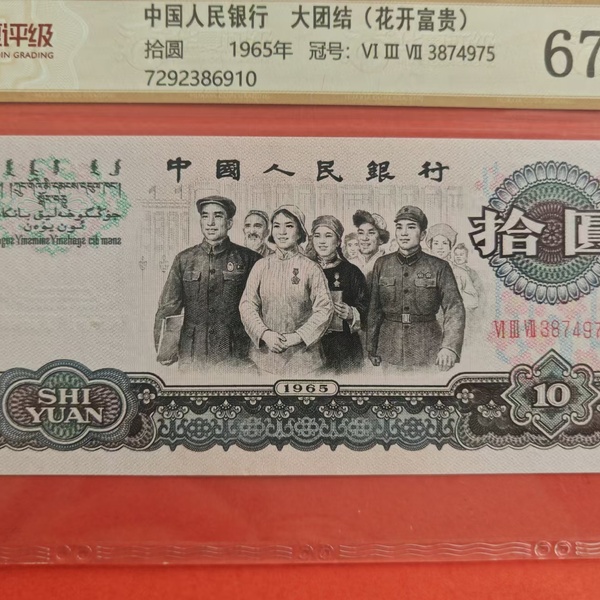 评级
N GRADING
中国人民银行 大团结（花开富贵）
拾圆 1965年 冠号：VI III VII 3874975
7292386910
67
中國人民銀行
拾圓
VI III VII 387497
SHI
YUAN
1965
10